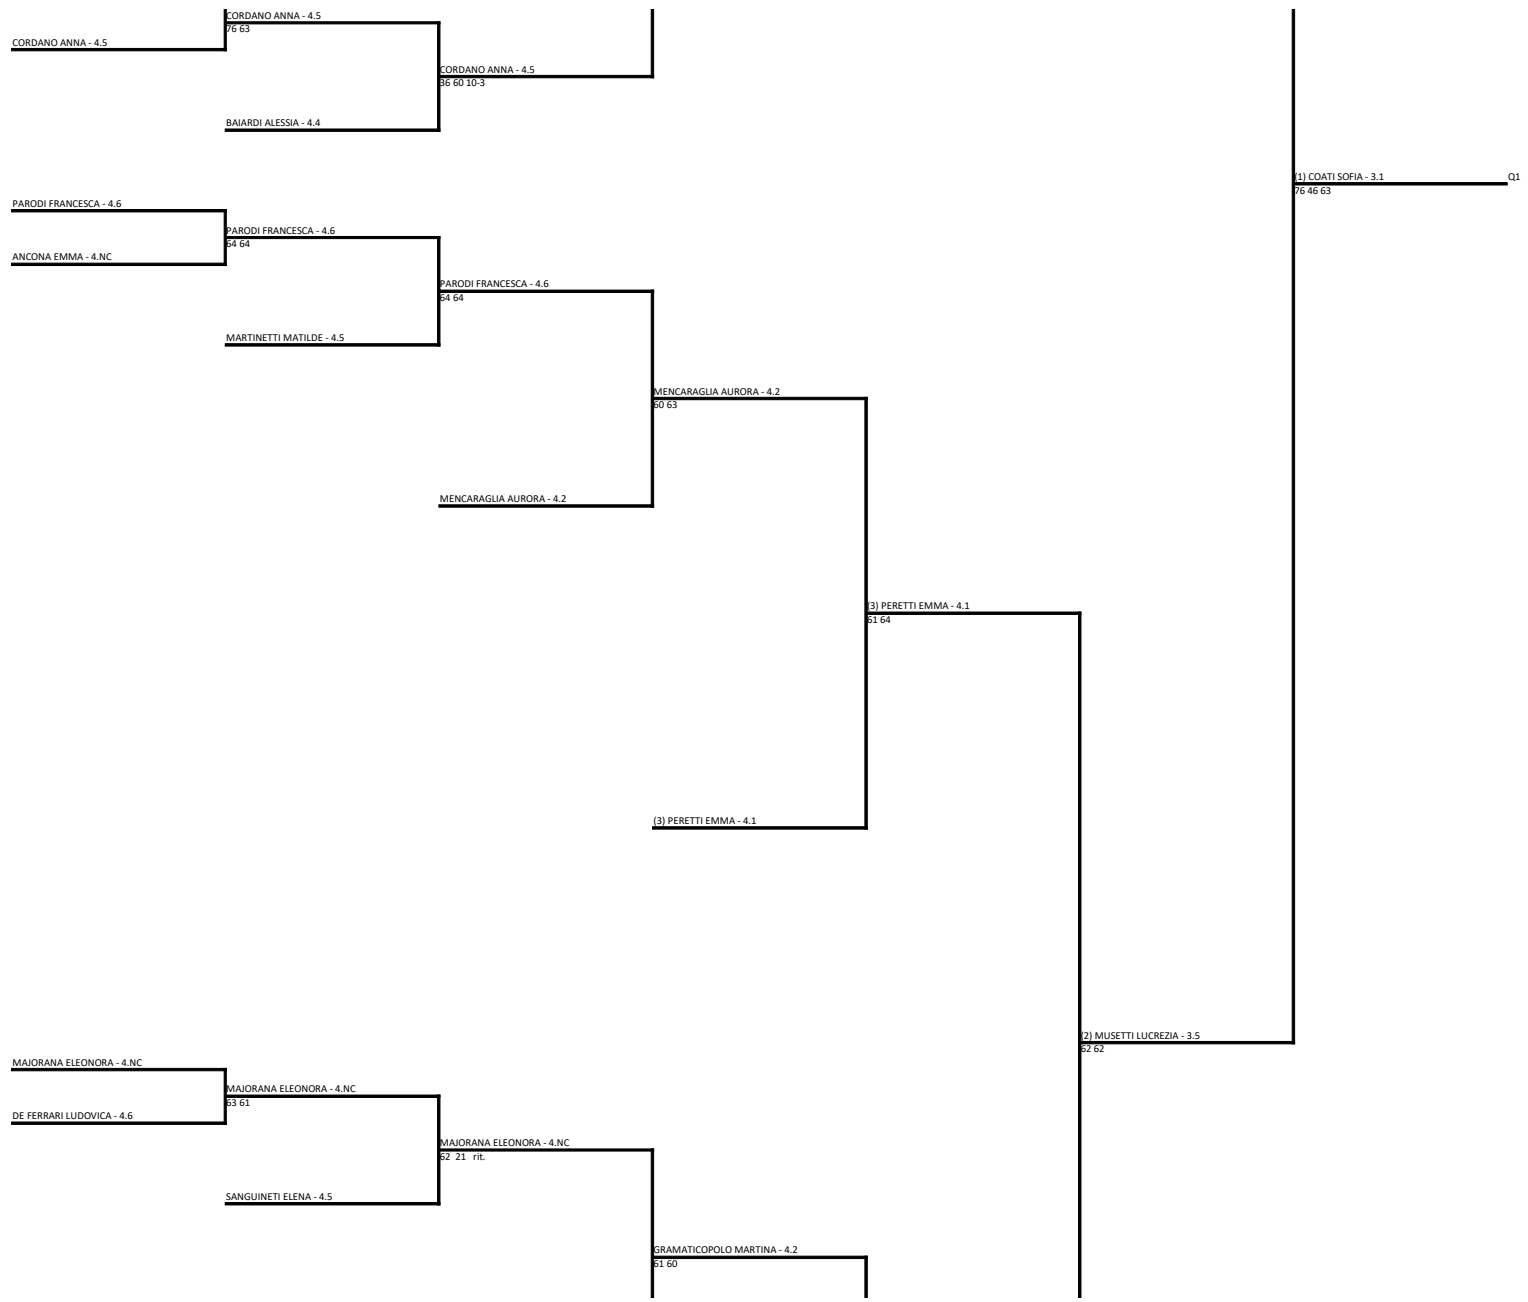 CORDANO ANNA - 4.5
76 63
CORDANO ANNA - 4.5
CORDANO ANNA - 4.5
36 60 10-3
BAIARDI ALESSIA - 4.4
(1) COATI SOFIA - 3.1
Q1
76 46 63
PARODI FRANCESCA - 4.6
PARODI FRANCESCA - 4.6
64 64
ANCONA EMMA - 4.NC
PARODI FRANCESCA - 4.6
64 64
MARTINETTI MATILDE - 4.5
MENCARAGLIA AURORA - 4.2
60 63
MENCARAGLIA AURORA - 4.2
(3) PERETTI EMMA - 4.1
61 64
(3) PERETTI EMMA - 4.1
(2) MUSETTI LUCREZIA - 3.5
62 62
MAJORANA ELEONORA - 4.NC
MAJORANA ELEONORA - 4.NC
63 61
DE FERRARI LUDOVICA - 4.6
MAJORANA ELEONORA - 4.NC
62 21 rit.
SANGUINETI ELENA - 4.5
GRAMATICOPOLO MARTINA - 4.2
61 60